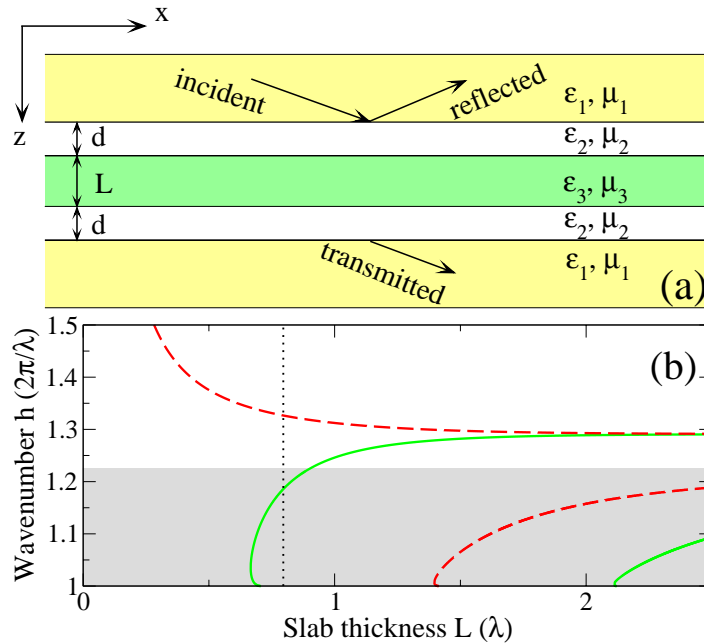 x
incident
reflected
ε₁, μ₁
z
d
ε₂, μ₂
L
ε₃, μ₃
d
ε₂, μ₂
transmitted
ε₁, μ₁
(a)
1.5
(b)
1.4
1.3
1.2
1.1
1
Wavenumber h (2π/λ)
0
1
2
Slab thickness L (λ)